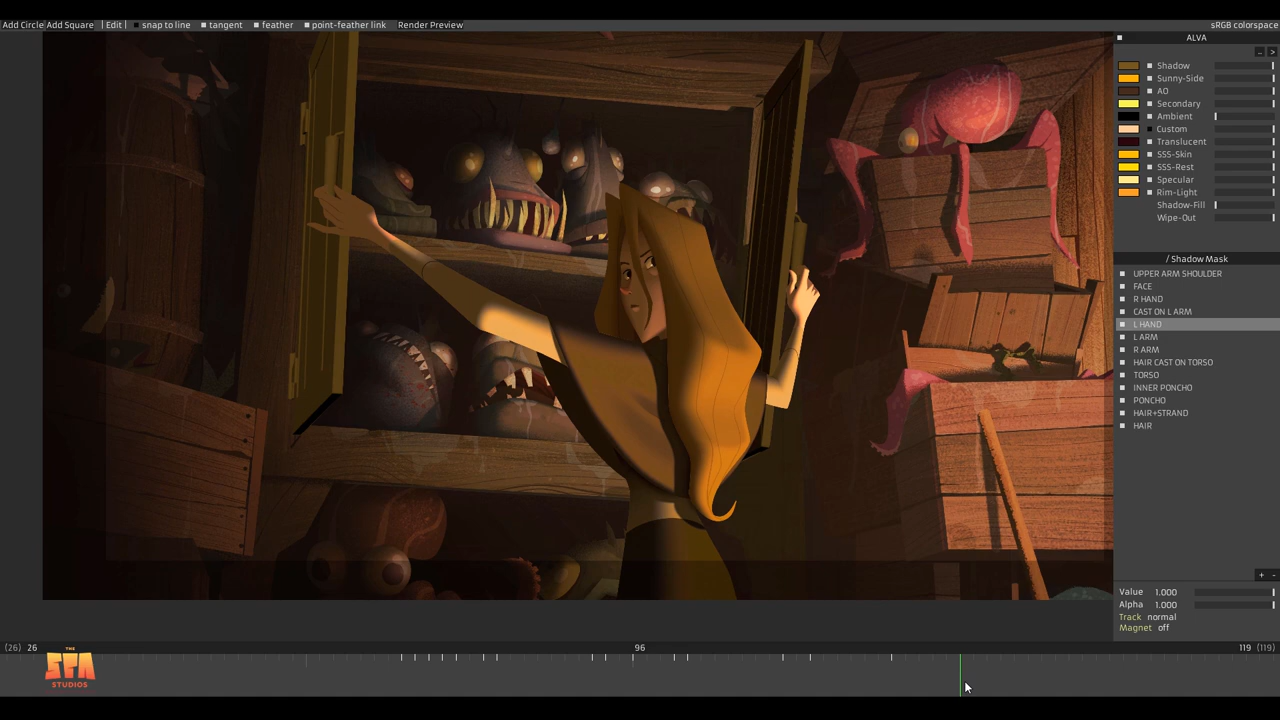 Add Circle Add Square | Edit | snap to line tangent feather point-feather link Render Preview sRGB colorspace
ALVA
.. >
Shadow
Sunny-Side
AO
Secondary
Ambient
Custom
Translucent
SSS-Skin
SSS-Rest
Specular
Rim-Light
Shadow-Fill
Wipe-Out
/ Shadow Mask
UPPER ARM SHOULDER
FACE
R HAND
CAST ON L ARM
L HAND
L ARM
R ARM
HAIR CAST ON TORSO
TORSO
INNER PONCHO
PONCHO
HAIR+STRAND
HAIR
+ -
Value 1.000
Alpha 1.000
Track normal
Magnet off
(26) 26 96 119 (119)
THE
SPA
STUDIOS